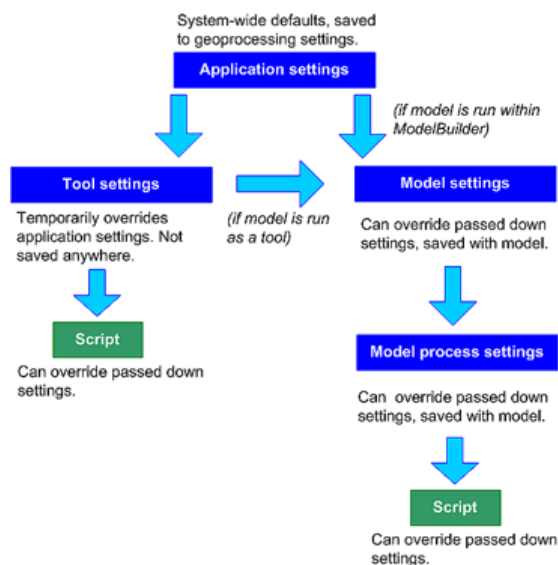 System-wide defaults, saved
to geoprocessing settings.
Application settings
(if model is run within
ModelBuilder)
Tool settings
Temporarily overrides
application settings. Not
saved anywhere.
(if model is run
as a tool)
Model settings
Can override passed down
settings, saved with model.
Script
Can override passed down
settings.
Model process settings
Can override passed down
settings, saved with model.
Script
Can override passed down
settings.